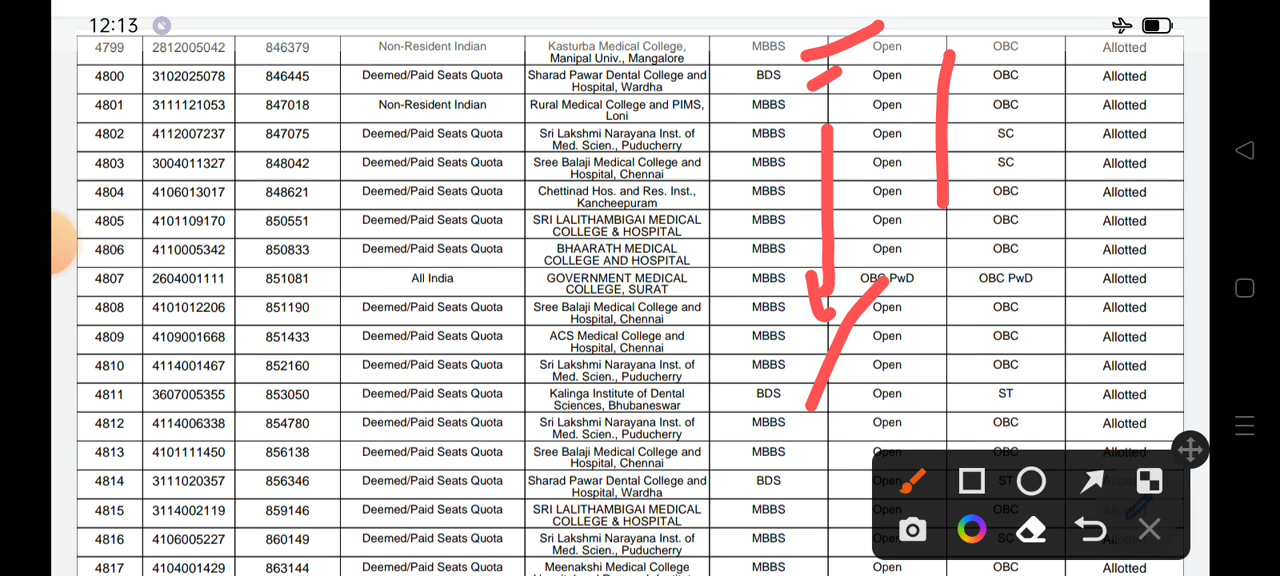 12:13
4799 2812005042 846379 Non-Resident Indian Kasturba Medical College, Manipal Univ., Mangalore MBBS Open OBC Allotted
4800 3102025078 846445 Deemed/Paid Seats Quota Sharad Pawar Dental College and Hospital, Wardha BDS Open OBC Allotted
4801 3111121053 847018 Non-Resident Indian Rural Medical College and PIMS, Loni MBBS Open OBC Allotted
4802 4112007237 847075 Deemed/Paid Seats Quota Sri Lakshmi Narayana Inst. of Med. Scien., Puducherry MBBS Open SC Allotted
4803 3004011327 848042 Deemed/Paid Seats Quota Sree Balaji Medical College and Hospital, Chennai MBBS Open SC Allotted
4804 4106013017 848621 Deemed/Paid Seats Quota Chettinad Hos. and Res. Inst., Kancheepuram MBBS Open OBC Allotted
4805 4101109170 850551 Deemed/Paid Seats Quota SRI LALITHAMBIGAI MEDICAL COLLEGE & HOSPITAL MBBS Open OBC Allotted
4806 4110005342 850833 Deemed/Paid Seats Quota BHAARATH MEDICAL COLLEGE AND HOSPITAL MBBS Open OBC Allotted
4807 2604001111 851081 All India GOVERNMENT MEDICAL COLLEGE, SURAT MBBS OBC PwD OBC PwD Allotted
4808 4101012206 851190 Deemed/Paid Seats Quota Sree Balaji Medical College and Hospital, Chennai MBBS Open OBC Allotted
4809 4109001668 851433 Deemed/Paid Seats Quota ACS Medical College and Hospital, Chennai MBBS Open OBC Allotted
4810 4114001467 852160 Deemed/Paid Seats Quota Sri Lakshmi Narayana Inst. of Med. Scien., Puducherry MBBS Open OBC Allotted
4811 3607005355 853050 Deemed/Paid Seats Quota Kalinga Institute of Dental Sciences, Bhubaneswar BDS Open ST Allotted
4812 4114006338 854780 Deemed/Paid Seats Quota Sri Lakshmi Narayana Inst. of Med. Scien., Puducherry MBBS Open OBC Allotted
4813 4101111450 856138 Deemed/Paid Seats Quota Sree Balaji Medical College and Hospital, Chennai MBBS Open OBC Allotted
4814 3111020357 856346 Deemed/Paid Seats Quota Sharad Pawar Dental College and Hospital, Wardha BDS Open ST
4815 3114002119 859146 Deemed/Paid Seats Quota SRI LALITHAMBIGAI MEDICAL COLLEGE & HOSPITAL MBBS OBC
4816 4106005227 860149 Deemed/Paid Seats Quota Sri Lakshmi Narayana Inst. of Med. Scien., Puducherry MBBS Open SC
4817 4104001429 863144 Deemed/Paid Seats Quota Meenakshi Medical College MBBS Open OBC Allotted